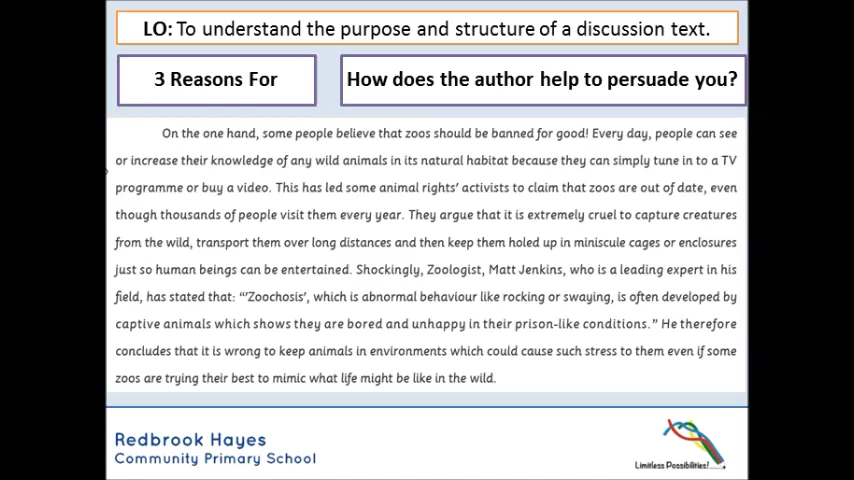 LO: To understand the purpose and structure of a discussion text.
3 Reasons For
How does the author help to persuade you?
On the one hand, some people believe that zoos should be banned for good! Every day, people can see
or increase their knowledge of any wild animals in its natural habitat because they can simply tune in to a TV
programme or buy a video. This has led some animal rights' activists to claim that zoos are out of date, even
though thousands of people visit them every year. They argue that it is extremely cruel to capture creatures
from the wild, transport them over long distances and then keep them holed up in miniscule cages or enclosures
just so human beings can be entertained. Shockingly, Zoologist, Matt Jenkins, who is a leading expert in his
field, has stated that: “'Zoochosis', which is abnormal behaviour like rocking or swaying, is often developed by
captive animals which shows they are bored and unhappy in their prison-like conditions.” He therefore
concludes that it is wrong to keep animals in environments which could cause such stress to them even if some
zoos are trying their best to mimic what life might be like in the wild.
Redbrook Hayes
Community Primary School
Limitless Possibilities!....